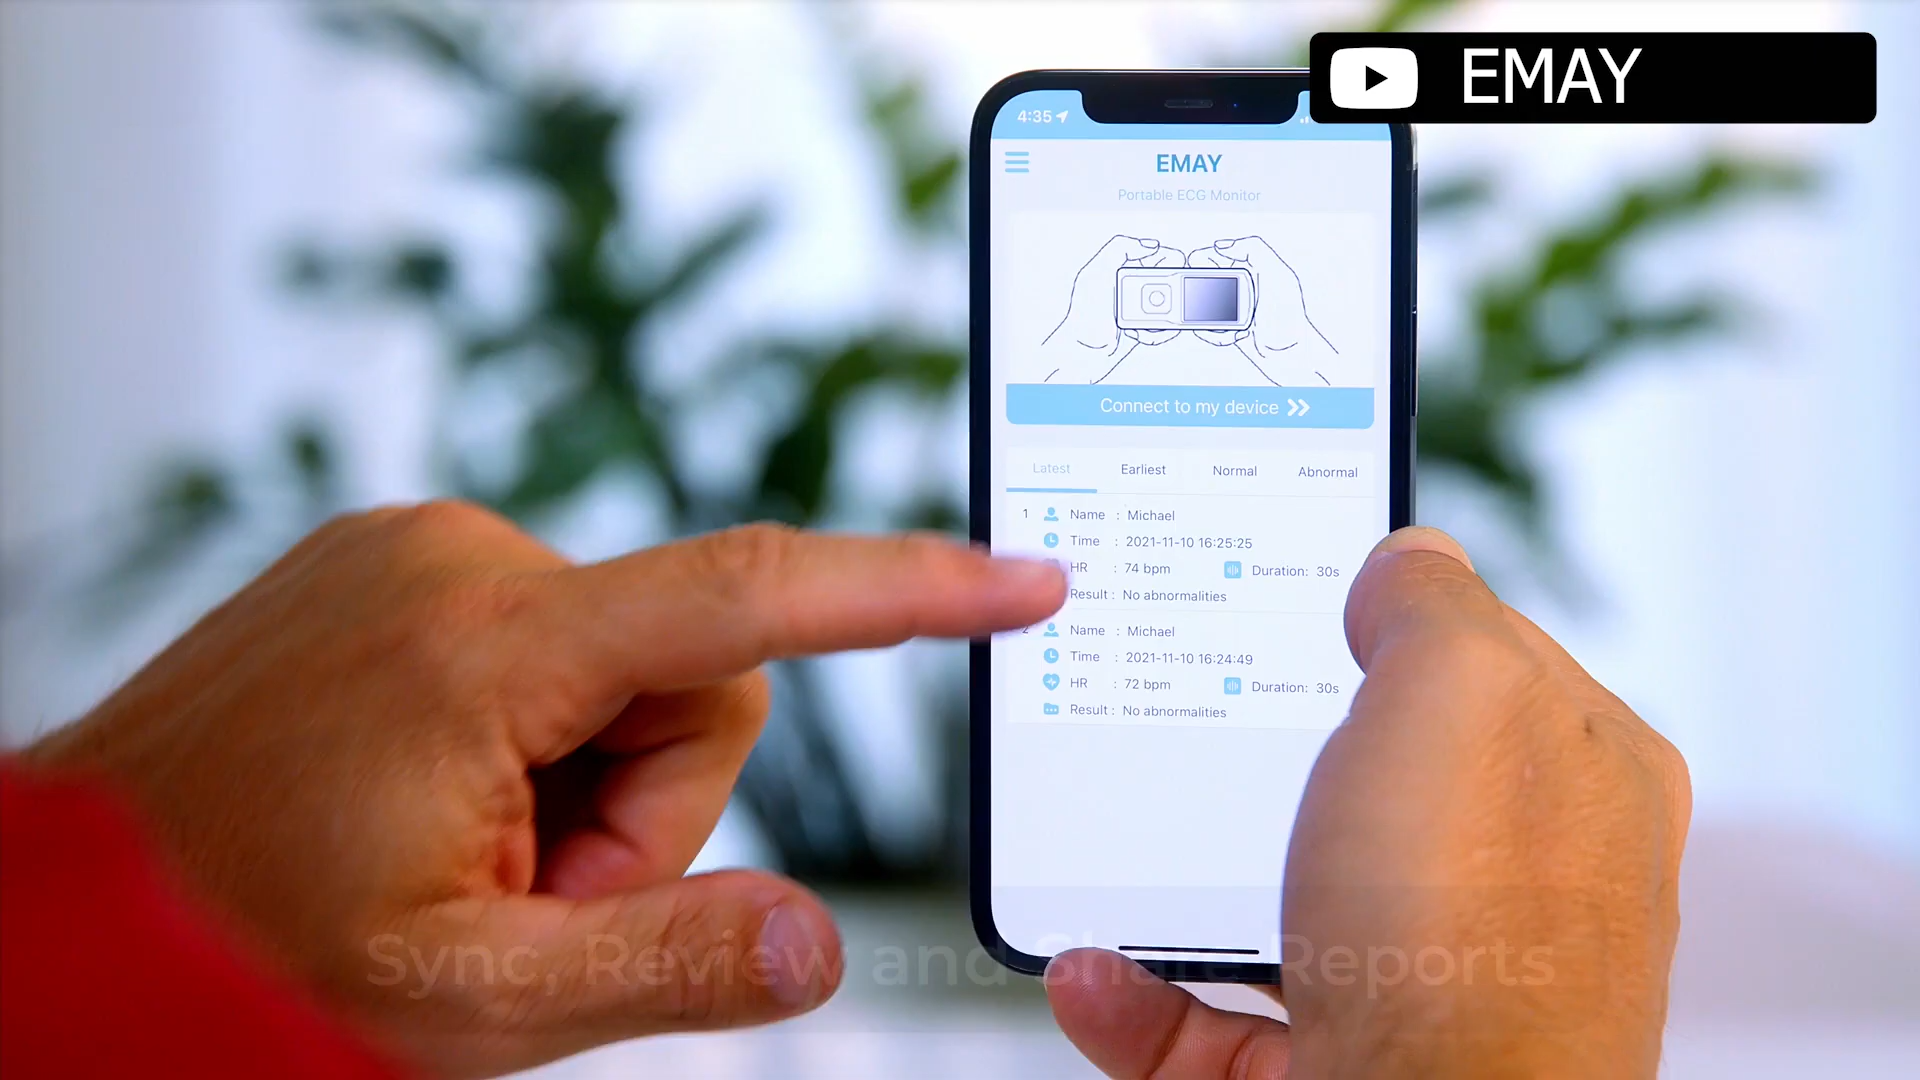 EMAY
4:35
EMAY
Portable ECG Monitor
Connect to my device
Latest Earliest Normal Abnormal
1 Name : Michael
Time : 2021-11-10 16:25:25
HR : 74 bpm Duration: 30s
Result : No abnormalities
2 Name : Michael
Time : 2021-11-10 16:24:49
HR : 72 bpm Duration: 30s
Result : No abnormalities
Sync, Review and Share Reports